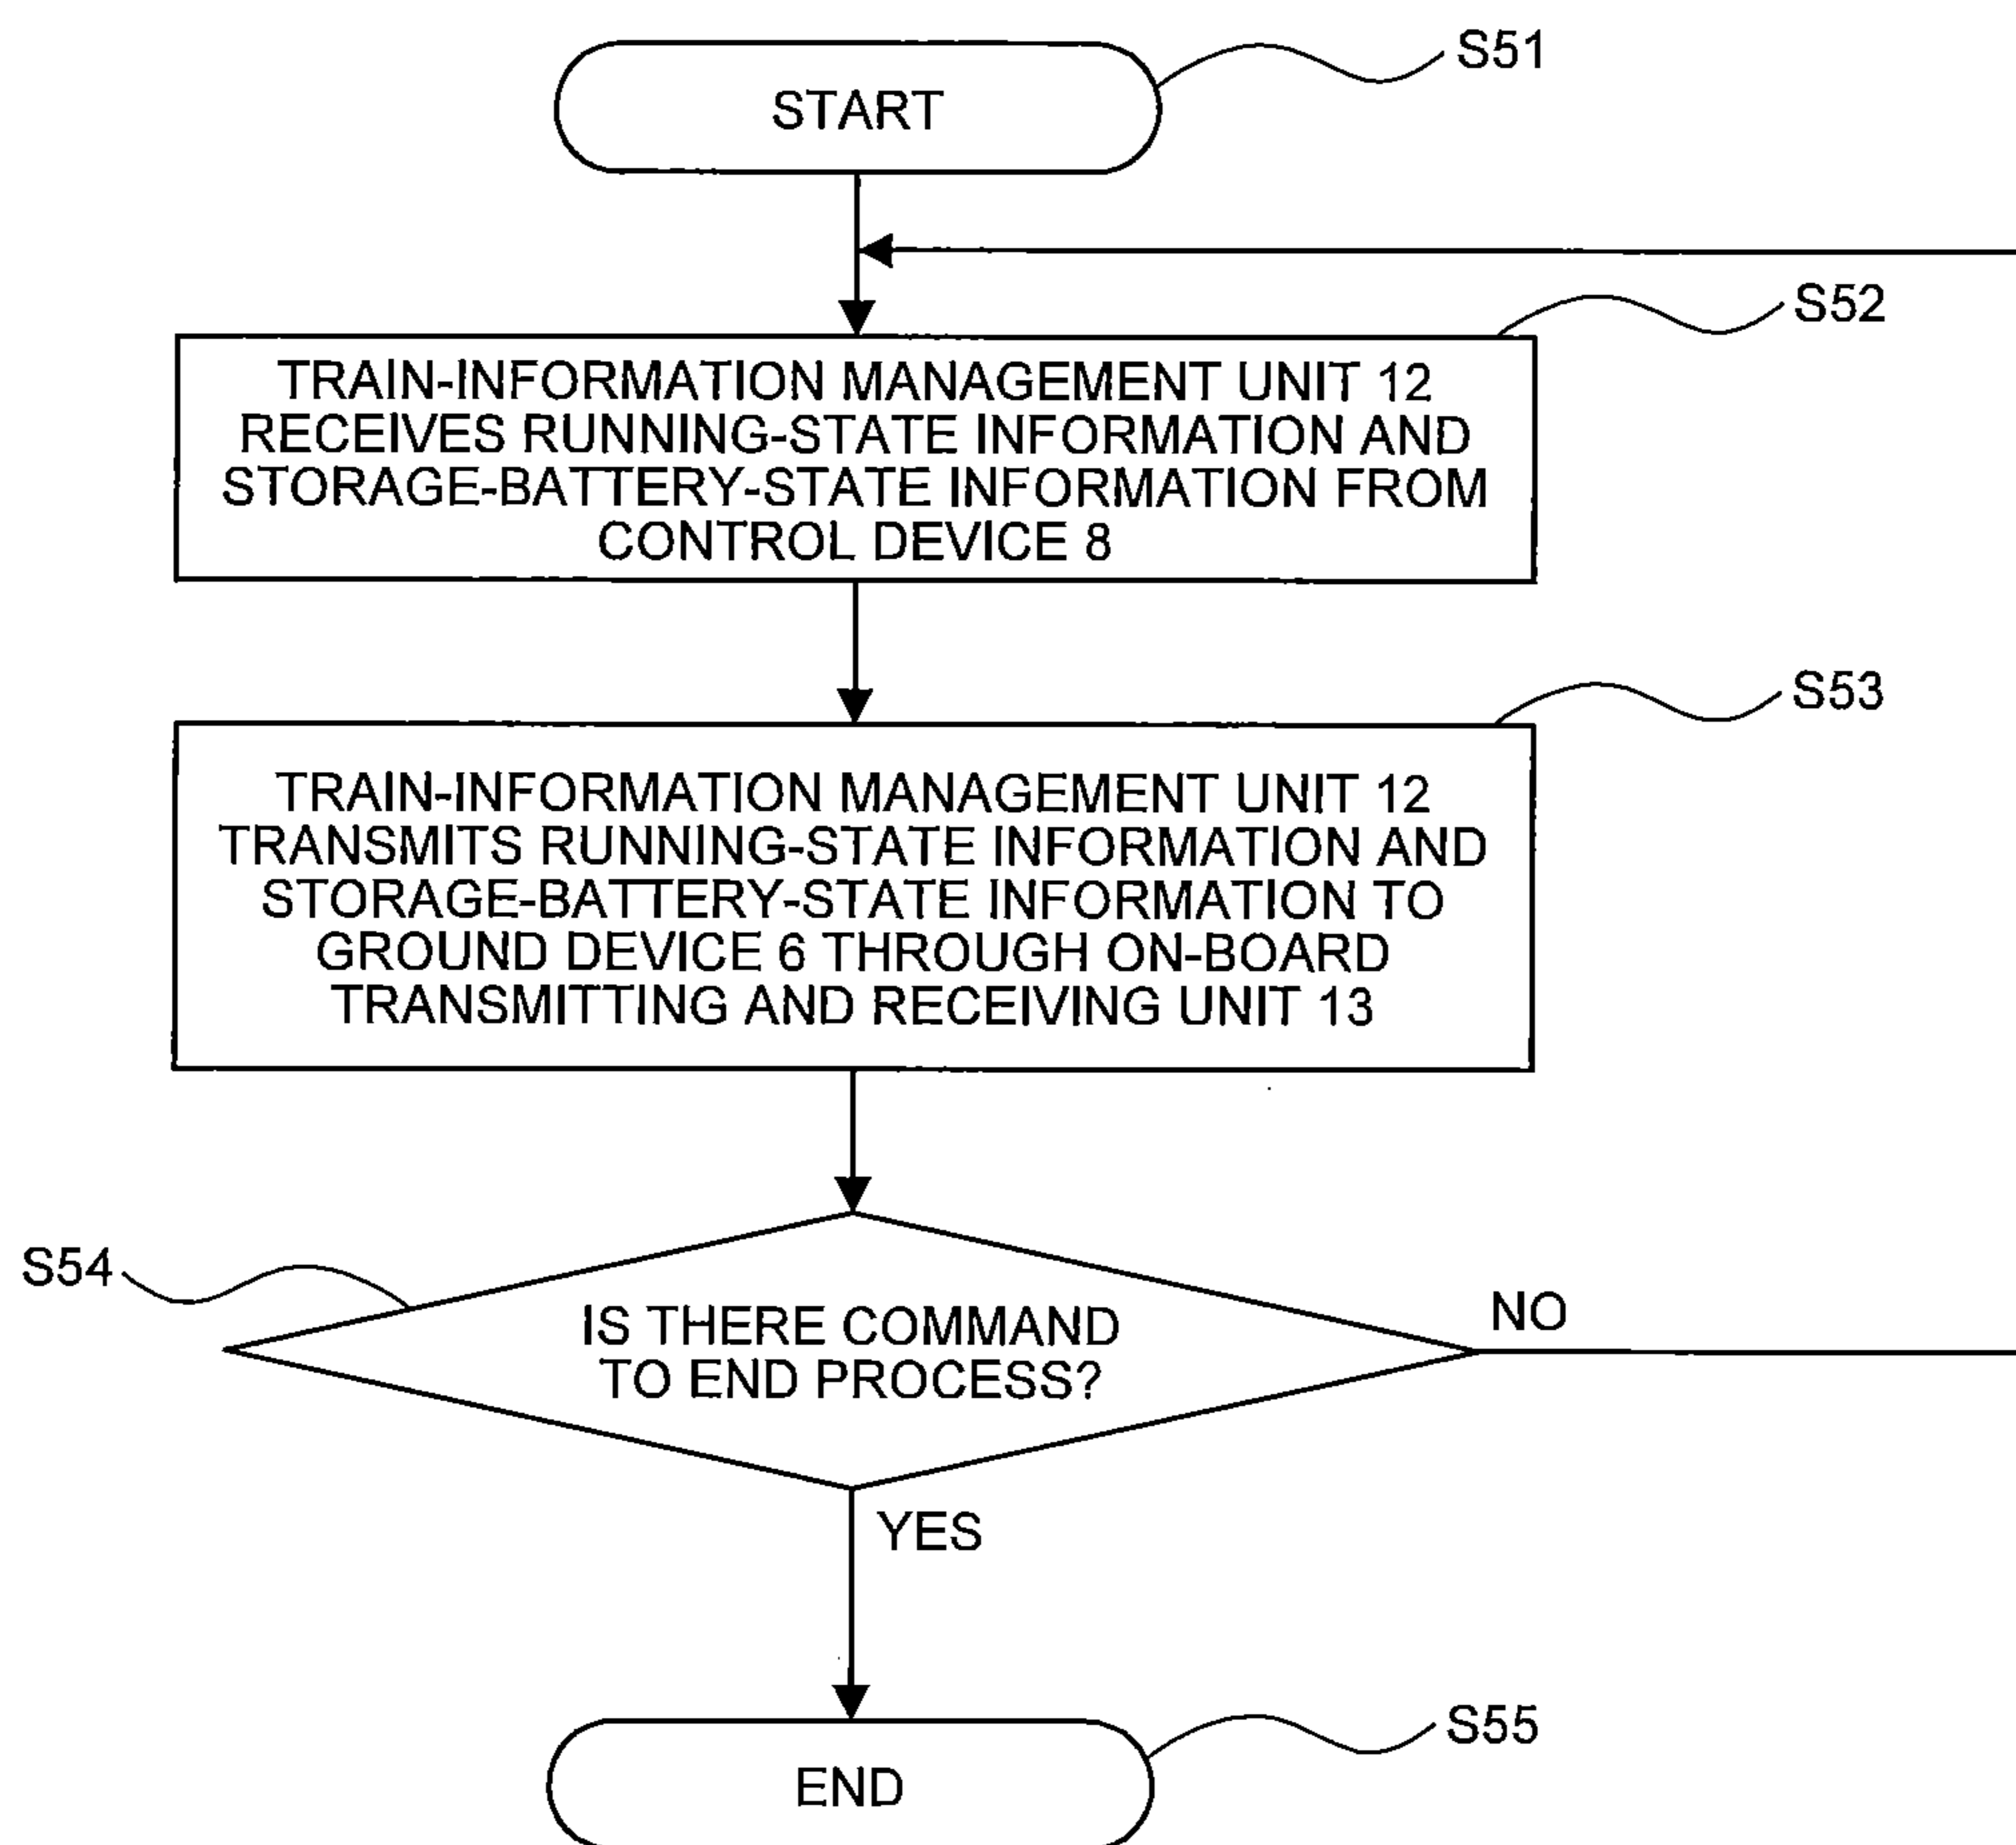 S51
START
S52
TRAIN-INFORMATION MANAGEMENT UNIT 12
RECEIVES RUNNING-STATE INFORMATION AND
STORAGE-BATTERY-STATE INFORMATION FROM
CONTROL DEVICE 8
S53
TRAIN-INFORMATION MANAGEMENT UNIT 12
TRANSMITS RUNNING-STATE INFORMATION AND
STORAGE-BATTERY-STATE INFORMATION TO
GROUND DEVICE 6 THROUGH ON-BOARD
TRANSMITTING AND RECEIVING UNIT 13
S54
IS THERE COMMAND
TO END PROCESS?
NO
YES
S55
END